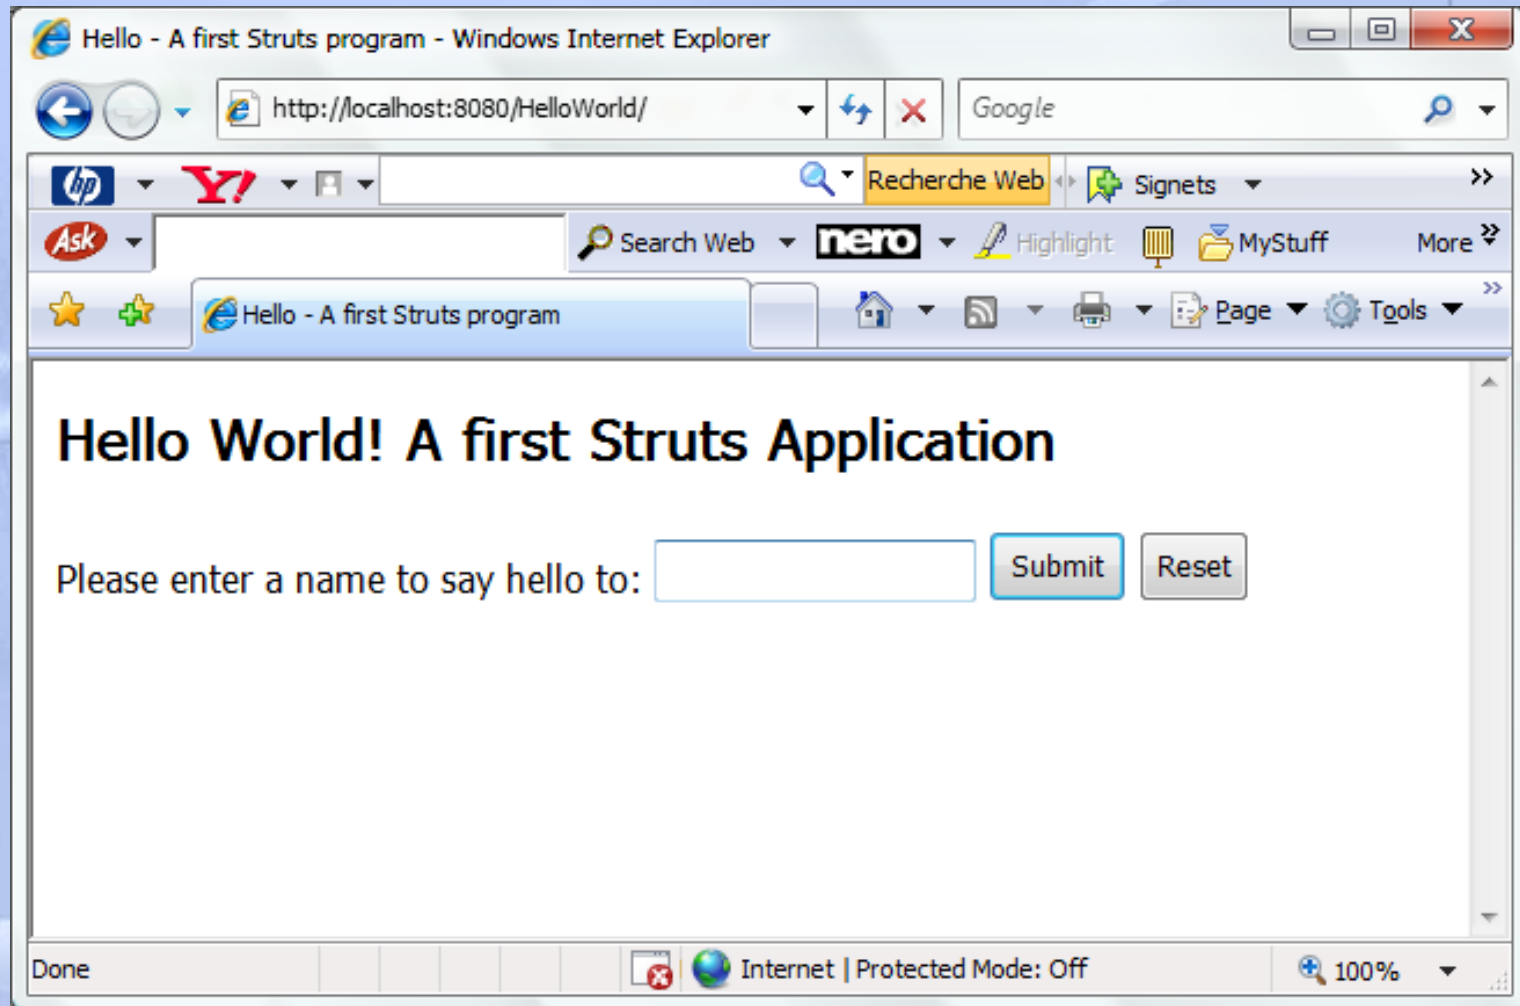 Hello - A first Struts program - Windows Internet Explorer
http://localhost:8080/HelloWorld/ Google
hp Y! Recherche Web Signets
Ask Search Web nero Highlight MyStuff More
Hello - A first Struts program Page Tools
Hello World! A first Struts Application
Please enter a name to say hello to: Submit Reset
Done Internet | Protected Mode: Off 100%